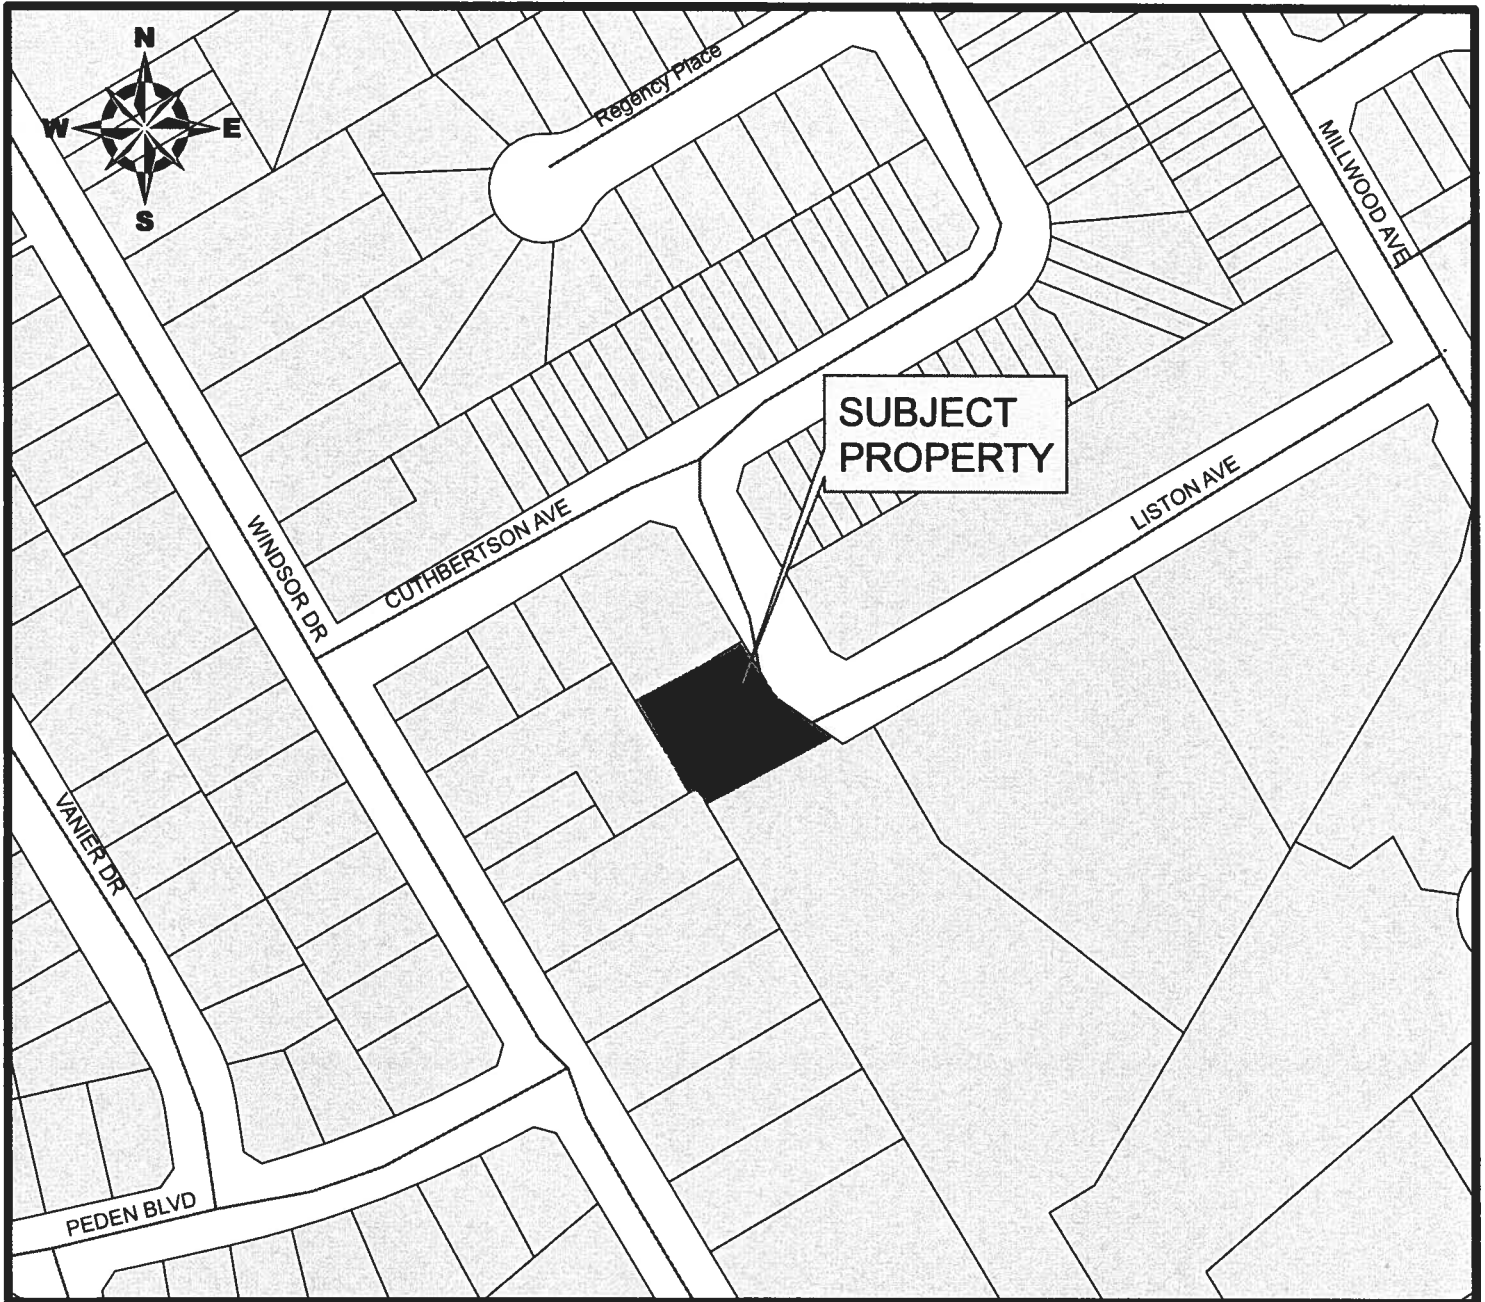 N
W E
S
Regency Place
MILLWOOD AVE
SUBJECT
PROPERTY
LISTON AVE
CUTHBERTSON AVE
WINDSOR DR
VANIER DR
PEDEN BLVD